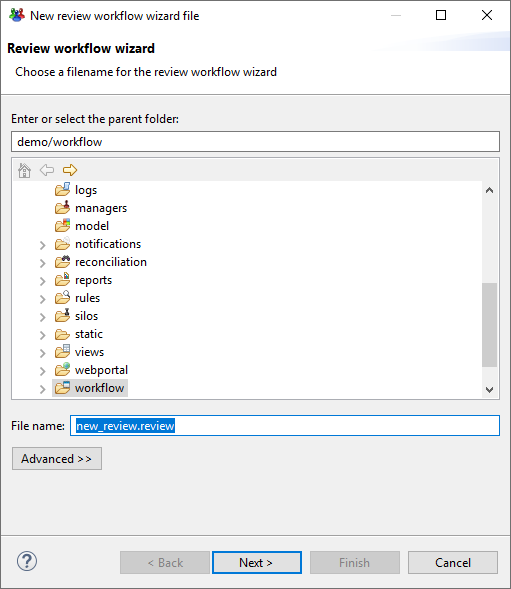 New review workflow wizard file
Review workflow wizard
Choose a filename for the review workflow wizard
Enter or select the parent folder:
demo/workflow
logs
managers
model
notifications
reconciliation
reports
rules
silos
static
views
webportal
workflow
File name: new_review.review
Advanced >>
? < Back Next > Finish Cancel